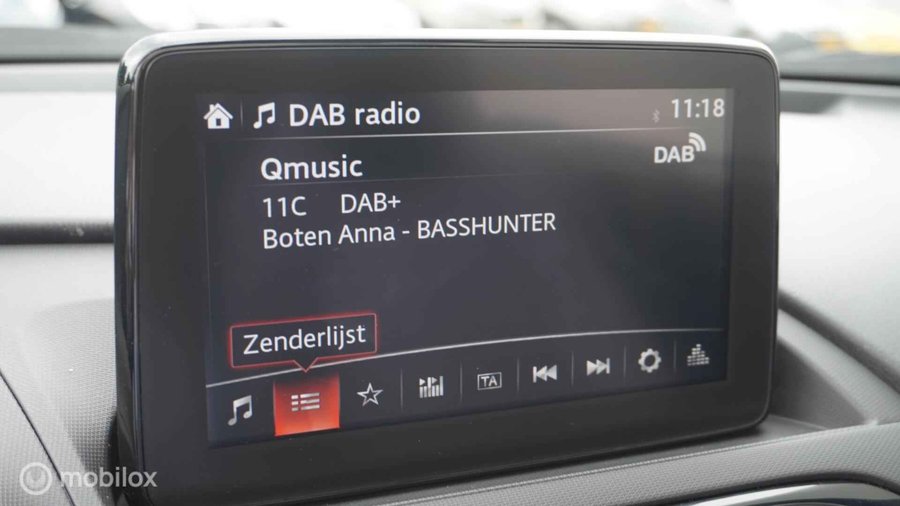 DAB radio
11:18
Qmusic
DAB
11C DAB+
Boten Anna - BASSHUNTER
Zenderlijst
TA
mobilox